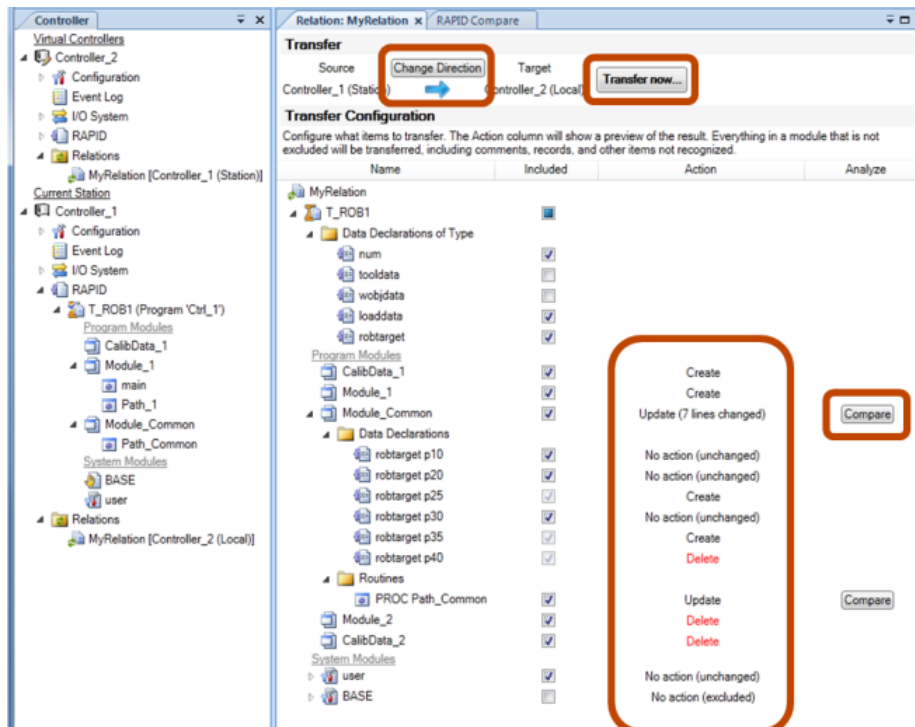 Controller
Virtual Controllers
Controller_2
Configuration
Event Log
I/O System
RAPID
Relations
MyRelation [Controller_1 (Station)]
Current Station
Controller_1
Configuration
Event Log
I/O System
RAPID
T_ROB1 (Program 'Ctrl_1')
Program Modules
CalibData_1
Module_1
main
Path_1
Module_Common
Path_Common
System Modules
BASE
user
Relations
MyRelation [Controller_2 (Local)]
Relation: MyRelation x RAPID Compare
Transfer
Source Change Direction Target Transfer now...
Controller_1 (Station) Controller_2 (Local)
Transfer Configuration
Configure what items to transfer. The Action column will show a preview of the result. Everything in a module that is not
excluded will be transferred, including comments, records, and other items not recognized.
Name Included Action Analyze
MyRelation
T_ROB1
Data Declarations of Type
num
tooldata
wobjdata
loaddata
robtarget
Program Modules
CalibData_1 Create
Module_1 Create
Module_Common Update (7 lines changed) Compare
Data Declarations
robtarget p10 No action (unchanged)
robtarget p20 No action (unchanged)
robtarget p25 Create
robtarget p30 No action (unchanged)
robtarget p35 Create
robtarget p40 Delete
Routines
PROC Path_Common Update Compare
Module_2 Delete
CalibData_2 Delete
System Modules
user No action (unchanged)
BASE No action (excluded)